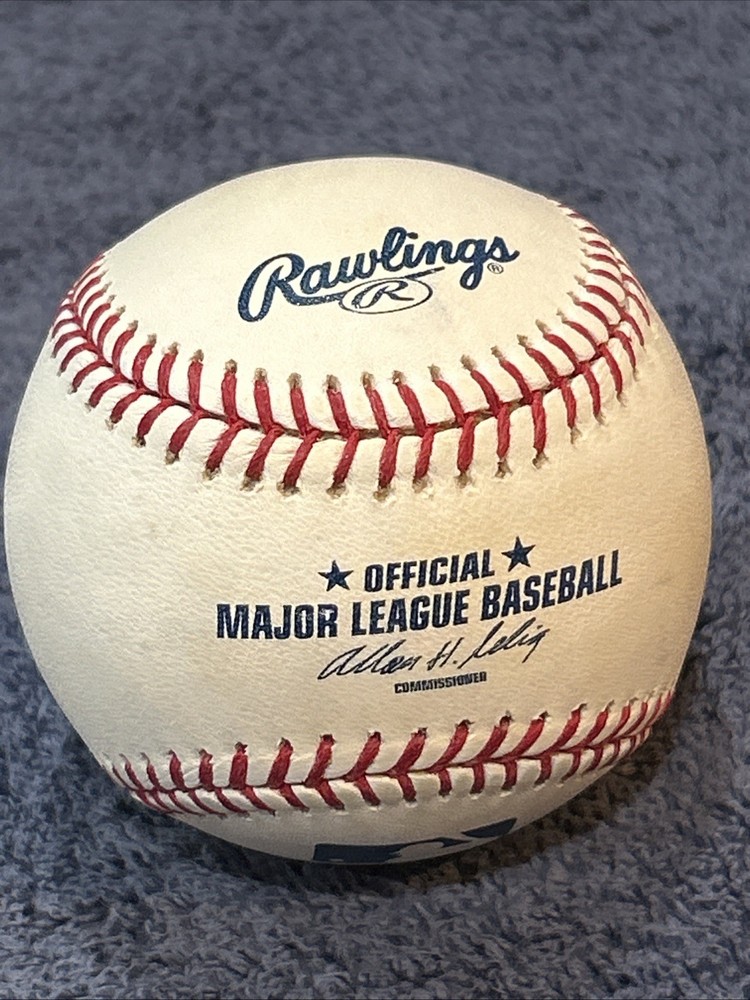 Rawlings ®
R
★ OFFICIAL ★
MAJOR LEAGUE BASEBALL
Allan H. Selig
COMMISSIONER